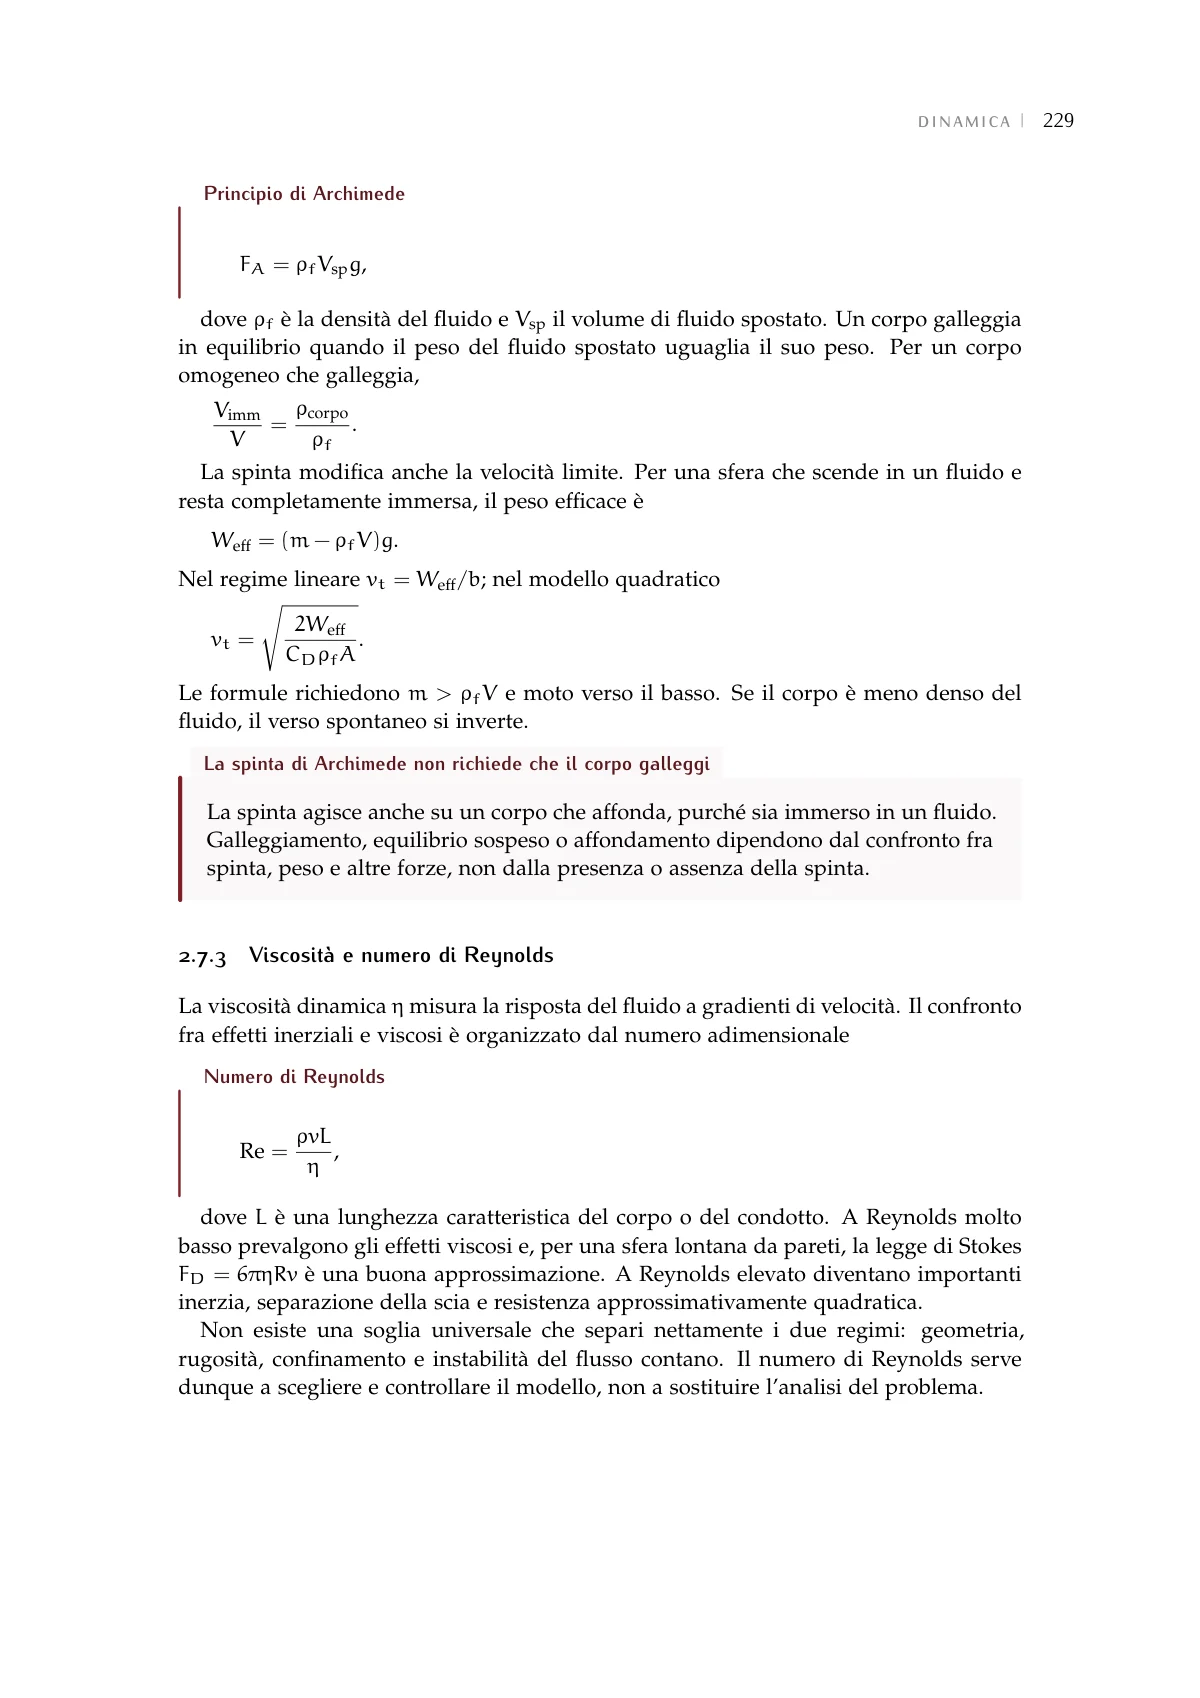 DINAMICA | 229
Principio di Archimede
F_A = ρ_f V_sp g,
dove ρ_f è la densità del fluido e V_sp il volume di fluido spostato. Un corpo galleggia
in equilibrio quando il peso del fluido spostato uguaglia il suo peso. Per un corpo
omogeneo che galleggia,
V_imm / V = ρ_corpo / ρ_f.
La spinta modifica anche la velocità limite. Per una sfera che scende in un fluido e
resta completamente immersa, il peso efficace è
W_eff = (m − ρ_f V)g.
Nel regime lineare v_t = W_eff/b; nel modello quadratico
v_t = √(2W_eff / C_D ρ_f A).
Le formule richiedono m > ρ_f V e moto verso il basso. Se il corpo è meno denso del
fluido, il verso spontaneo si inverte.
La spinta di Archimede non richiede che il corpo galleggi
La spinta agisce anche su un corpo che affonda, purché sia immerso in un fluido.
Galleggiamento, equilibrio sospeso o affondamento dipendono dal confronto fra
spinta, peso e altre forze, non dalla presenza o assenza della spinta.
2.7.3 Viscosità e numero di Reynolds
La viscosità dinamica η misura la risposta del fluido a gradienti di velocità. Il confronto
fra effetti inerziali e viscosi è organizzato dal numero adimensionale
Numero di Reynolds
Re = ρvL / η,
dove L è una lunghezza caratteristica del corpo o del condotto. A Reynolds molto
basso prevalgono gli effetti viscosi e, per una sfera lontana da pareti, la legge di Stokes
F_D = 6πηRv è una buona approssimazione. A Reynolds elevato diventano importanti
inerzia, separazione della scia e resistenza approssimativamente quadratica.
Non esiste una soglia universale che separi nettamente i due regimi: geometria,
rugosità, confinamento e instabilità del flusso contano. Il numero di Reynolds serve
dunque a scegliere e controllare il modello, non a sostituire l'analisi del problema.